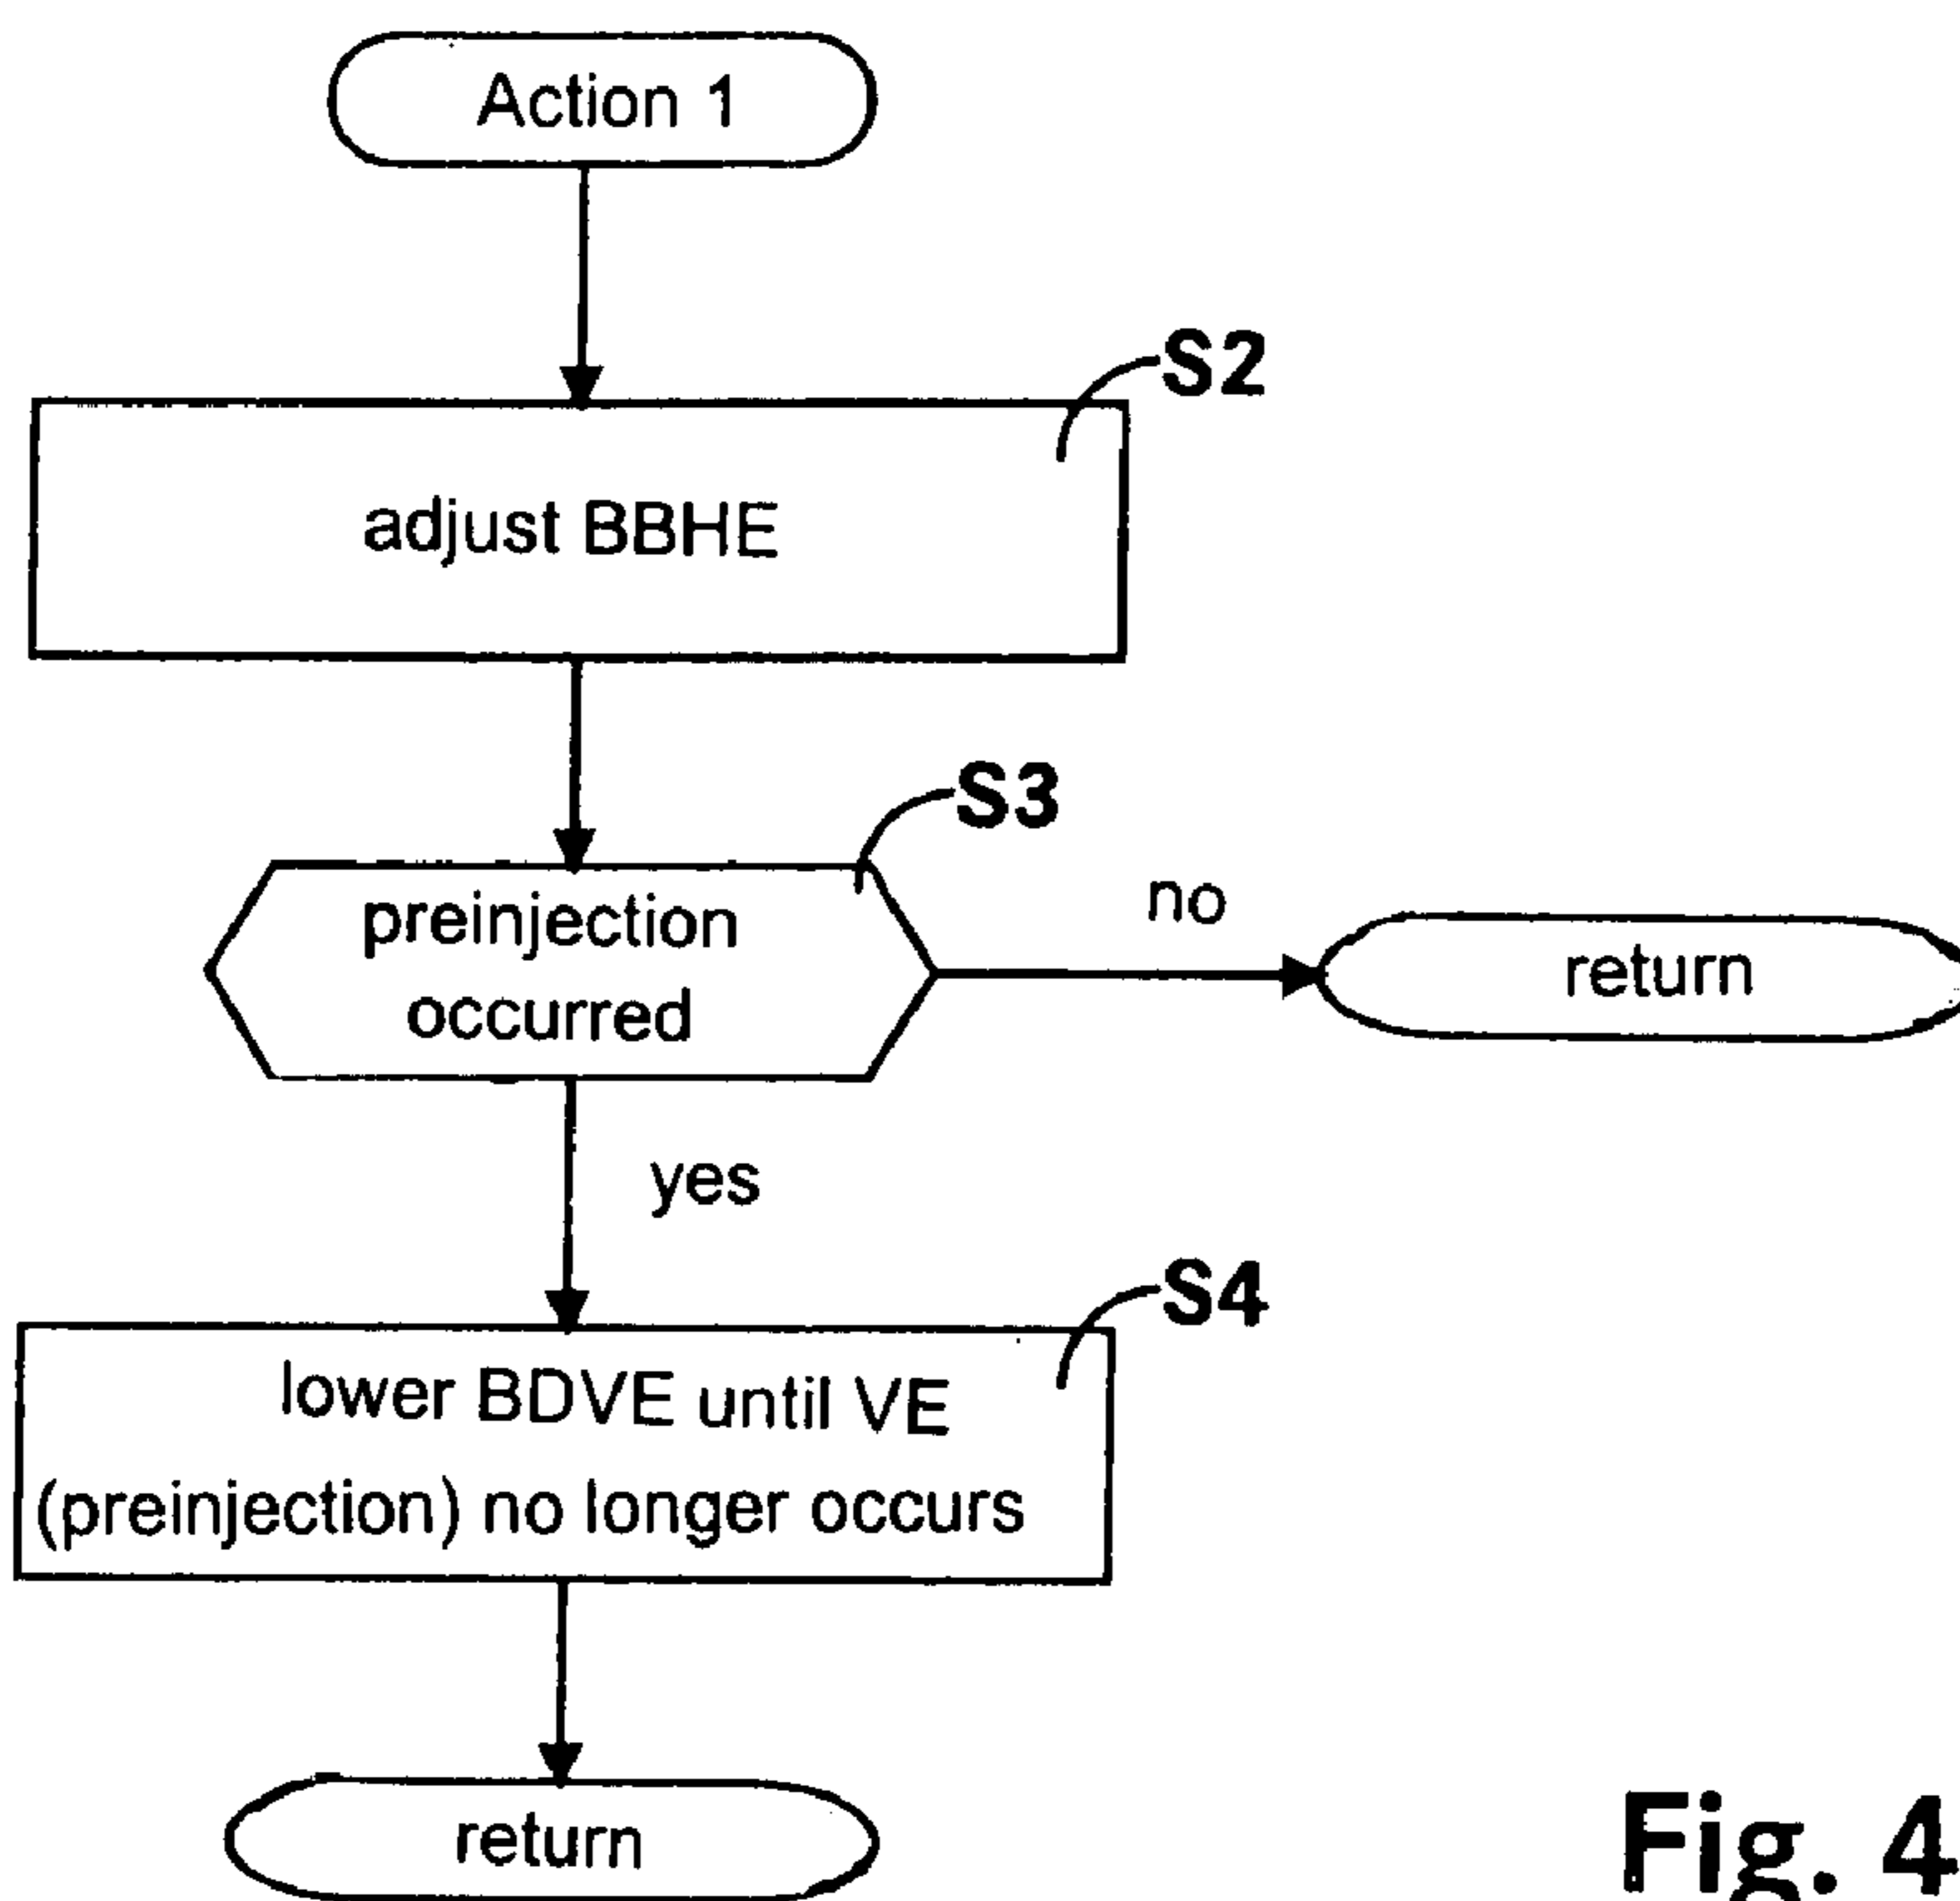 Action 1
S2
adjust BBHE
S3
preinjection
occurred
no
return
yes
S4
lower BDVE until VE
(preinjection) no longer occurs
return
Fig. 4